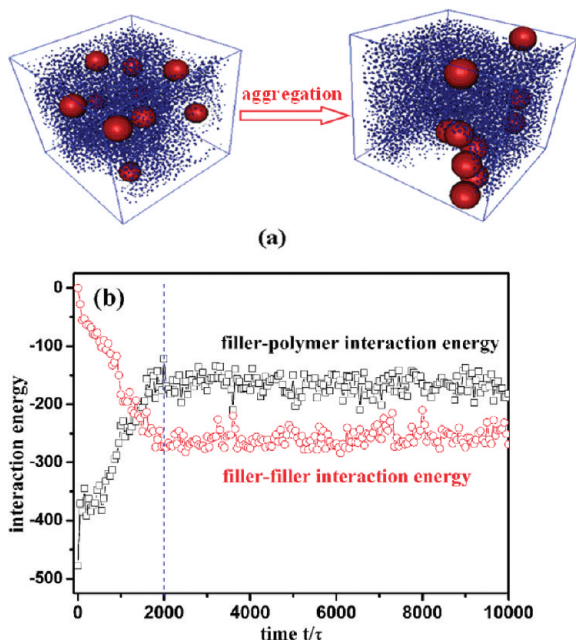 aggregation
(a)
(b)
filler-polymer interaction energy
filler-filler interaction energy
interaction energy
0
-100
-200
-300
-400
-500
0 2000 4000 6000 8000 10000
time t/τ